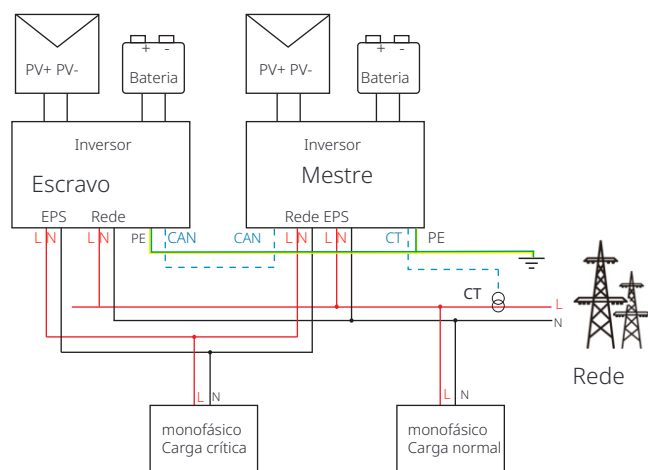 PV+ PV-
+ -
Bateria
PV+ PV-
+ -
Bateria
Inversor
Escravo
EPS Rede
Inversor
Mestre
Rede EPS
L N L N PE CAN
CAN L N L N CT PE
CT
L
N
Rede
L N
L N
monofásico
Carga crítica
monofásico
Carga normal